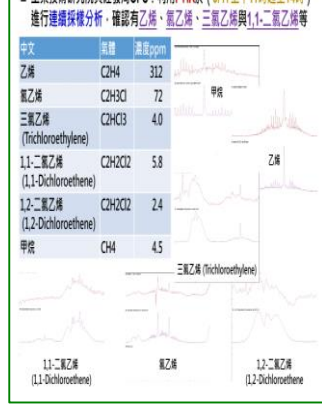 進行連續採樣分析，確認有乙烯、氯乙烯、三氯乙烯與1,1-二氯乙烯等
中文 氣體 濃度ppm
乙烯 C2H4 312
氯乙烯 C2H3Cl 72
三氯乙烯 C2HCl3 4.0
(Trichloroethylene)
1,1-二氯乙烯 C2H2Cl2 5.8
(1,1-Dichloroethene)
1,2-二氯乙烯 C2H2Cl2 2.4
(1,2-Dichloroethene)
甲烷 CH4 4.5
甲烷
乙烯
三氯乙烯 (Trichloroethylene)
1,1-二氯乙烯
(1,1-Dichloroethene)
氯乙烯
1,2-二氯乙烯
(1,2-Dichloroethene